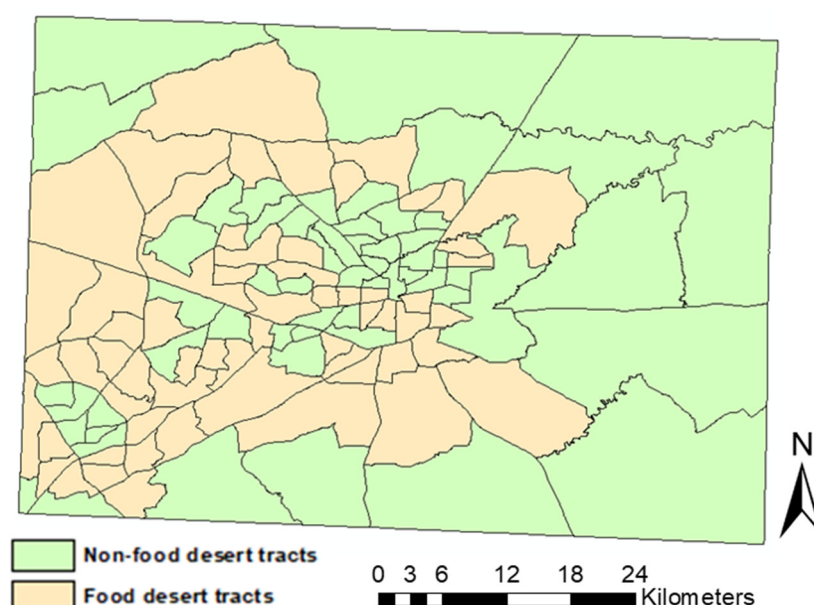 N
Non-food desert tracts
Food desert tracts
0 3 6 12 18 24
Kilometers